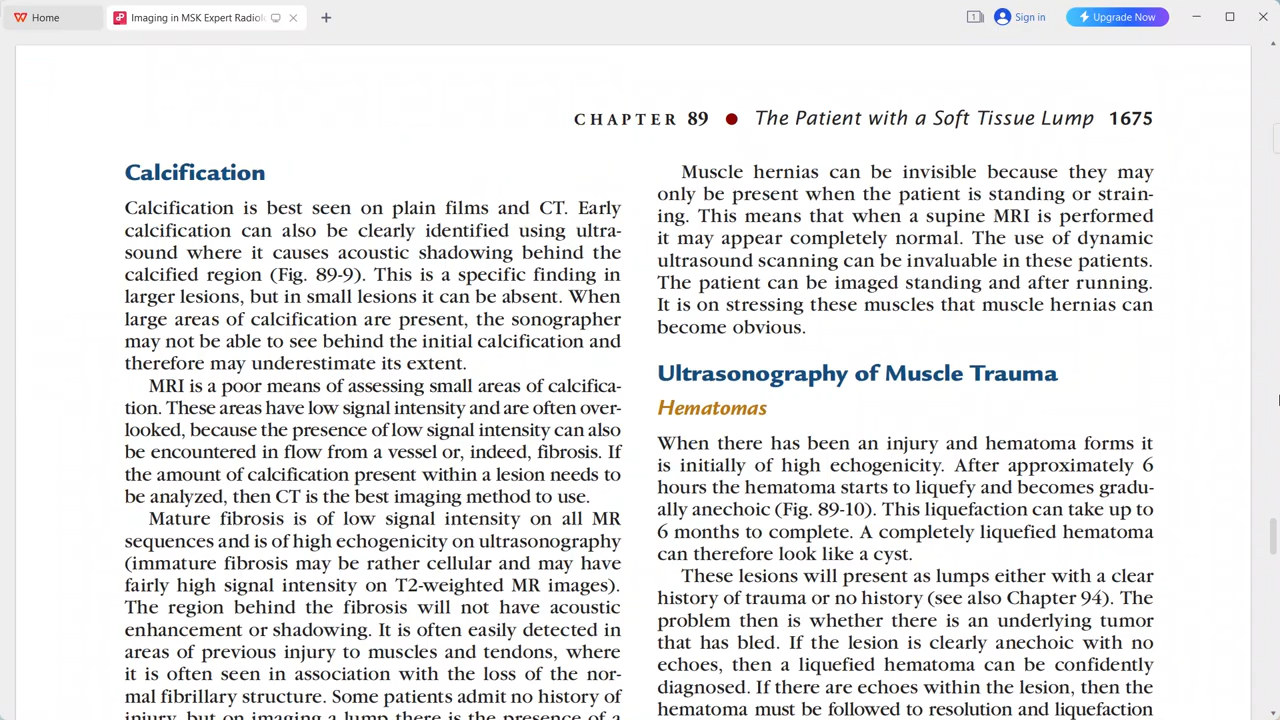 Home
Imaging in MSK Expert Radiolo
1
Sign in
Upgrade Now
CHAPTER 89 ● The Patient with a Soft Tissue Lump 1675
Calcification
Calcification is best seen on plain films and CT. Early
calcification can also be clearly identified using ultra-
sound where it causes acoustic shadowing behind the
calcified region (Fig. 89-9). This is a specific finding in
larger lesions, but in small lesions it can be absent. When
large areas of calcification are present, the sonographer
may not be able to see behind the initial calcification and
therefore may underestimate its extent.
MRI is a poor means of assessing small areas of calcifica-
tion. These areas have low signal intensity and are often over-
looked, because the presence of low signal intensity can also
be encountered in flow from a vessel or, indeed, fibrosis. If
the amount of calcification present within a lesion needs to
be analyzed, then CT is the best imaging method to use.
Mature fibrosis is of low signal intensity on all MR
sequences and is of high echogenicity on ultrasonography
(immature fibrosis may be rather cellular and may have
fairly high signal intensity on T2-weighted MR images).
The region behind the fibrosis will not have acoustic
enhancement or shadowing. It is often easily detected in
areas of previous injury to muscles and tendons, where
it is often seen in association with the loss of the nor-
mal fibrillary structure. Some patients admit no history of
injury, but on imaging a lump there is the presence of a
Muscle hernias can be invisible because they may
only be present when the patient is standing or strain-
ing. This means that when a supine MRI is performed
it may appear completely normal. The use of dynamic
ultrasound scanning can be invaluable in these patients.
The patient can be imaged standing and after running.
It is on stressing these muscles that muscle hernias can
become obvious.
Ultrasonography of Muscle Trauma
Hematomas
When there has been an injury and hematoma forms it
is initially of high echogenicity. After approximately 6
hours the hematoma starts to liquefy and becomes gradu-
ally anechoic (Fig. 89-10). This liquefaction can take up to
6 months to complete. A completely liquefied hematoma
can therefore look like a cyst.
These lesions will present as lumps either with a clear
history of trauma or no history (see also Chapter 94). The
problem then is whether there is an underlying tumor
that has bled. If the lesion is clearly anechoic with no
echoes, then a liquefied hematoma can be confidently
diagnosed. If there are echoes within the lesion, then the
hematoma must be followed to resolution and liquefaction